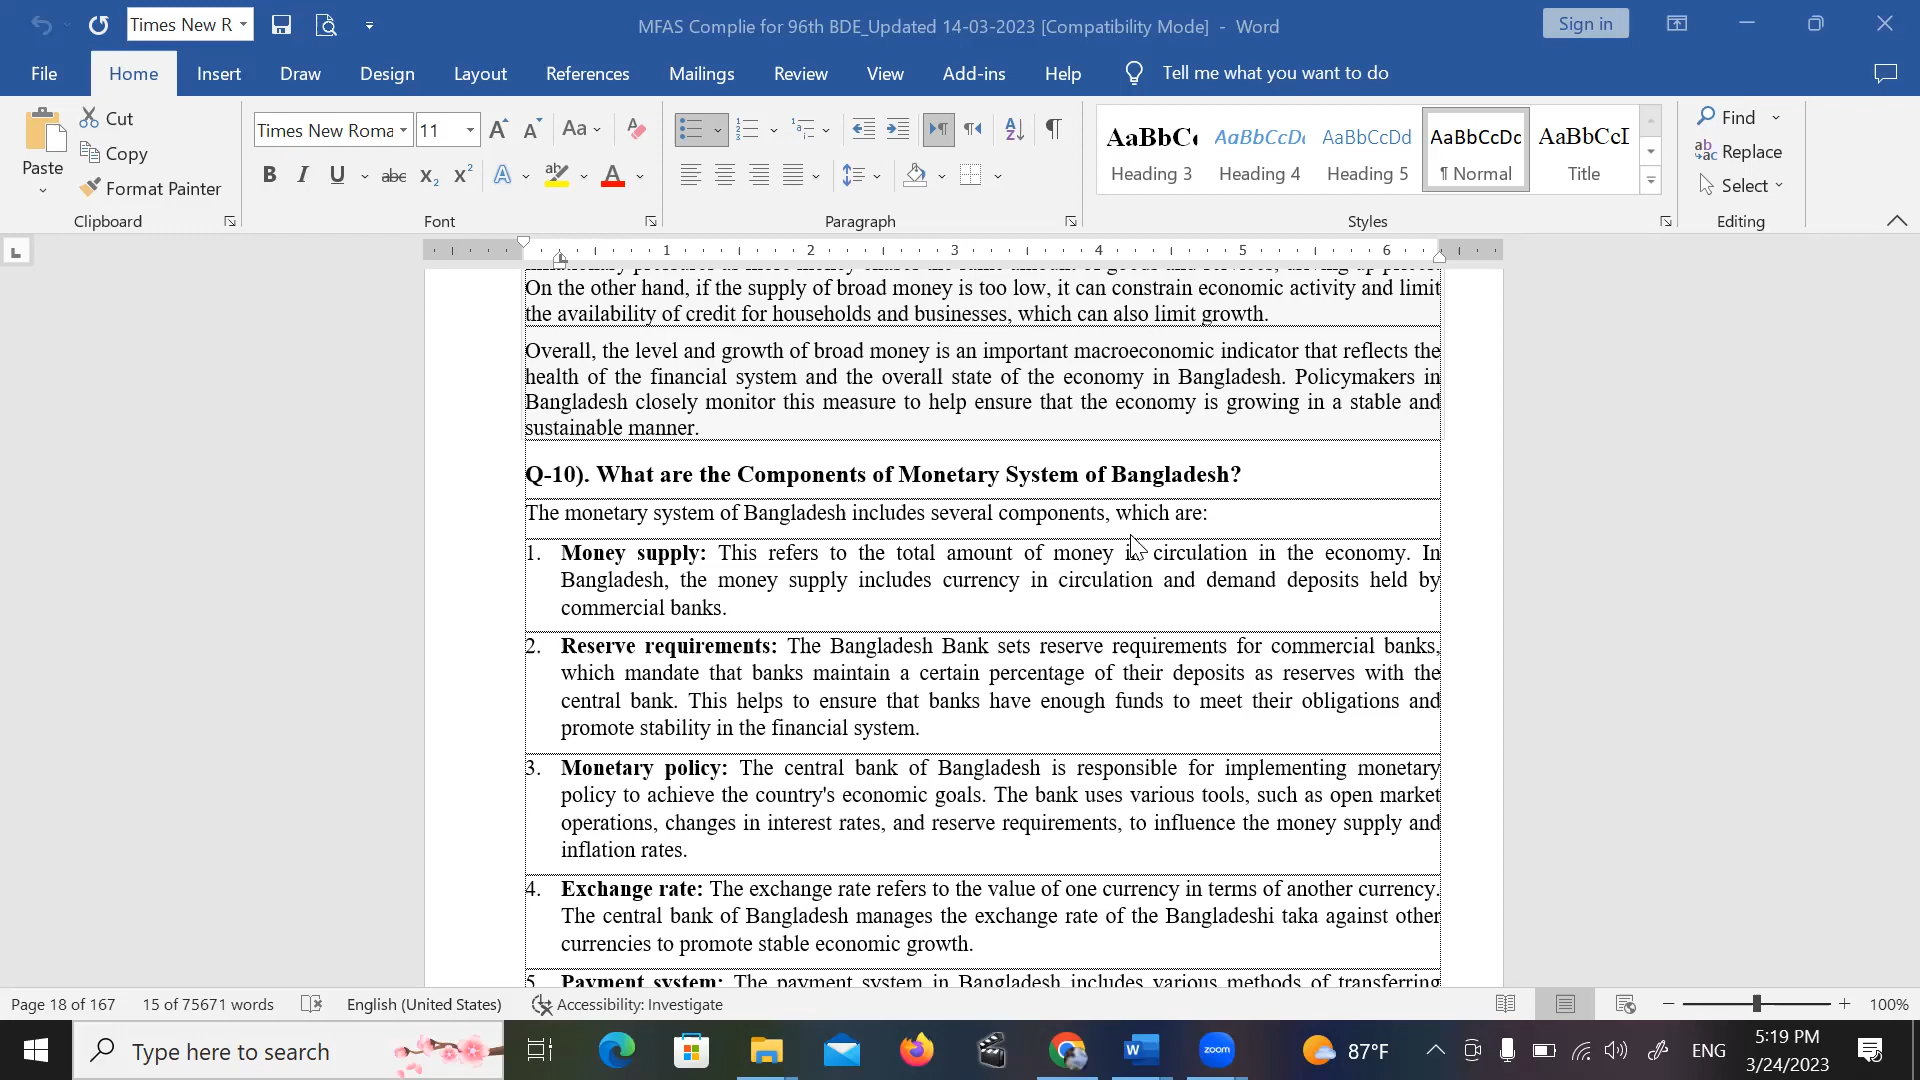 Times New R
MFAS Complie for 96th BDE_Updated 14-03-2023 [Compatibility Mode] - Word
Sign in
File Home Insert Draw Design Layout References Mailings Review View Add-ins Help Tell me what you want to do
Paste
Cut
Copy
Format Painter
Clipboard
Times New Roma 11
Font
Paragraph
AaBbC AaBbCcDc AaBbCcDd AaBbCcDc AaBbCcI
Heading 3 Heading 4 Heading 5 ¶ Normal Title
Styles
Find
Replace
Select
Editing
1 2 3 4 5 6
On the other hand, if the supply of broad money is too low, it can constrain economic activity and limit
the availability of credit for households and businesses, which can also limit growth.
Overall, the level and growth of broad money is an important macroeconomic indicator that reflects the
health of the financial system and the overall state of the economy in Bangladesh. Policymakers in
Bangladesh closely monitor this measure to help ensure that the economy is growing in a stable and
sustainable manner.
Q-10). What are the Components of Monetary System of Bangladesh?
The monetary system of Bangladesh includes several components, which are:
1. Money supply: This refers to the total amount of money in circulation in the economy. In
Bangladesh, the money supply includes currency in circulation and demand deposits held by
commercial banks.
2. Reserve requirements: The Bangladesh Bank sets reserve requirements for commercial banks,
which mandate that banks maintain a certain percentage of their deposits as reserves with the
central bank. This helps to ensure that banks have enough funds to meet their obligations and
promote stability in the financial system.
3. Monetary policy: The central bank of Bangladesh is responsible for implementing monetary
policy to achieve the country's economic goals. The bank uses various tools, such as open market
operations, changes in interest rates, and reserve requirements, to influence the money supply and
inflation rates.
4. Exchange rate: The exchange rate refers to the value of one currency in terms of another currency.
The central bank of Bangladesh manages the exchange rate of the Bangladeshi taka against other
currencies to promote stable economic growth.
5. Payment system: The payment system in Bangladesh includes various methods of transferring
Page 18 of 167 15 of 75671 words English (United States) Accessibility: Investigate 100%
Type here to search
zoom
87°F
ENG
5:19 PM
3/24/2023